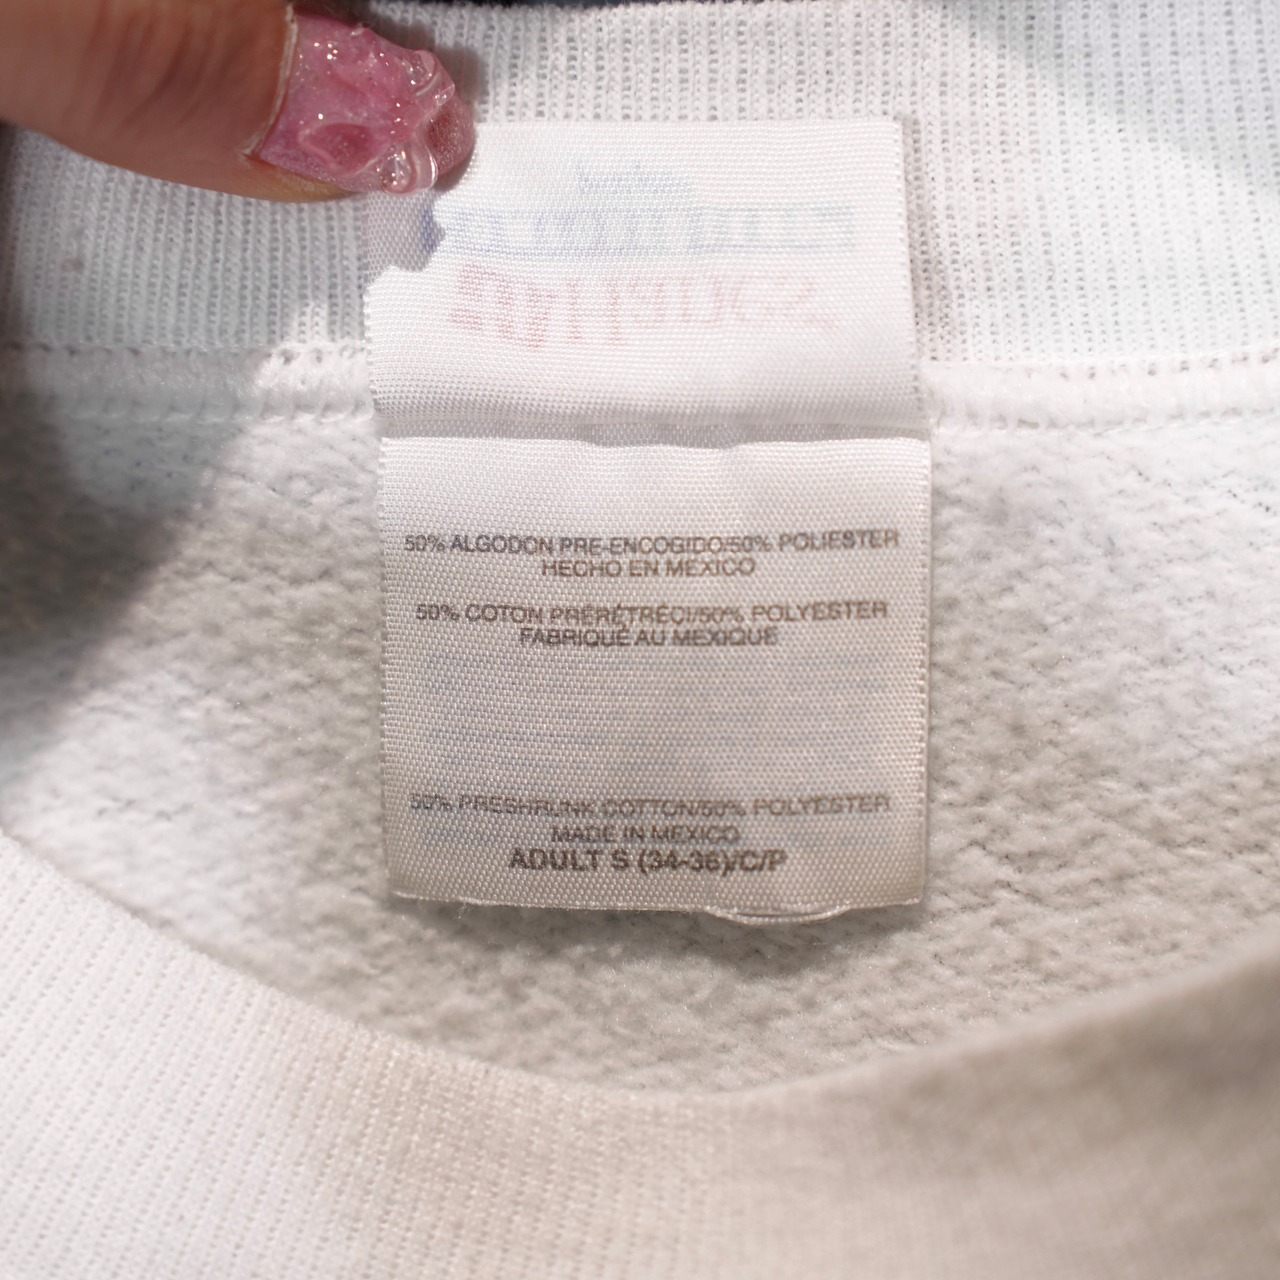 50% ALGODON PRE-ENCOGIDO/50% POLIESTER
HECHO EN MEXICO
50% COTON PRÉRÉTRÉCI/50% POLYESTER
FABRIQUÉ AU MEXIQUE
50% PRESHRUNK COTTON/50% POLYESTER
MADE IN MEXICO
ADULT S (34-36)/C/P